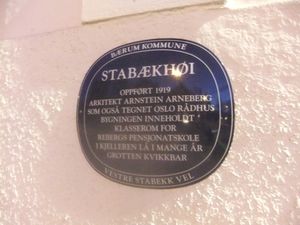 BÆRUM KOMMUNE
STABÆKHØI
OPPFØRT 1919
ARKITEKT ARNSTEIN ARNEBERG
SOM OGSÅ TEGNET OSLO RÅDHUS
BYGNINGEN INNEHOLDT
KLASSEROM FOR
REBERGS PENSJONATSKOLE
I KJELLEREN LÅ I MANGE ÅR
GROTTEN KVIKKBAR
VESTRE STABEKK VEL